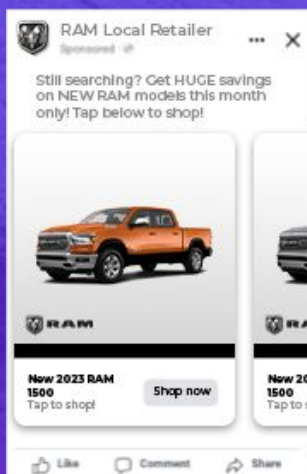 RAM Local Retailer
Sponsored
Still searching? Get HUGE savings
on NEW RAM models this month
only! Tap below to shop!
RAM
RA
New 2023 RAM
1500
Tap to shop!
Shop now
New 20
1500
Tap to s
Like
Comment
Share